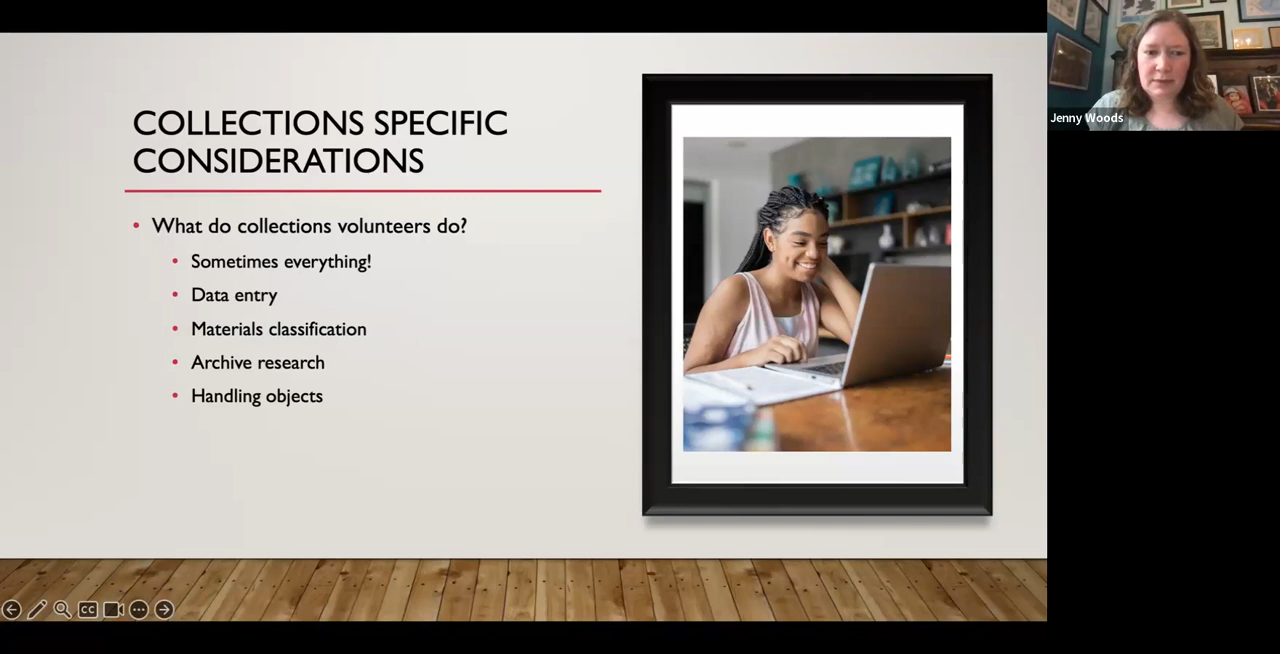 COLLECTIONS SPECIFIC
CONSIDERATIONS
• What do collections volunteers do?
• Sometimes everything!
• Data entry
• Materials classification
• Archive research
• Handling objects
Jenny Woods
CC